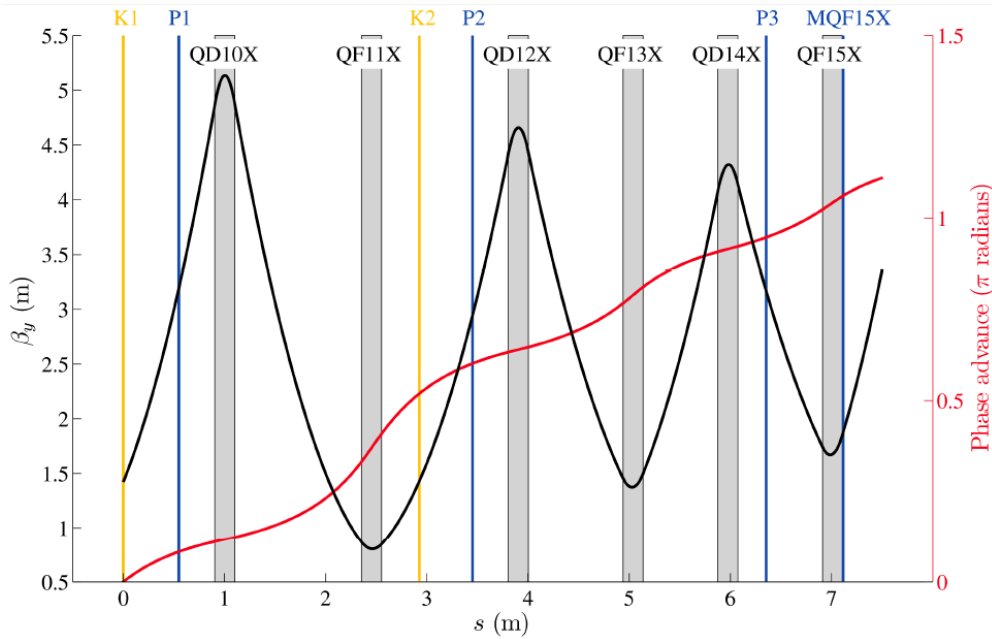 K1 P1 K2 P2 P3 MQF15X
QD10X QF11X QD12X QF13X QD14X QF15X
5.5
5
4.5
4
3.5
3
2.5
2
1.5
1
0.5
β_y (m)
1.5
1
0.5
0
Phase advance (π radians)
0 1 2 3 4 5 6 7
s (m)